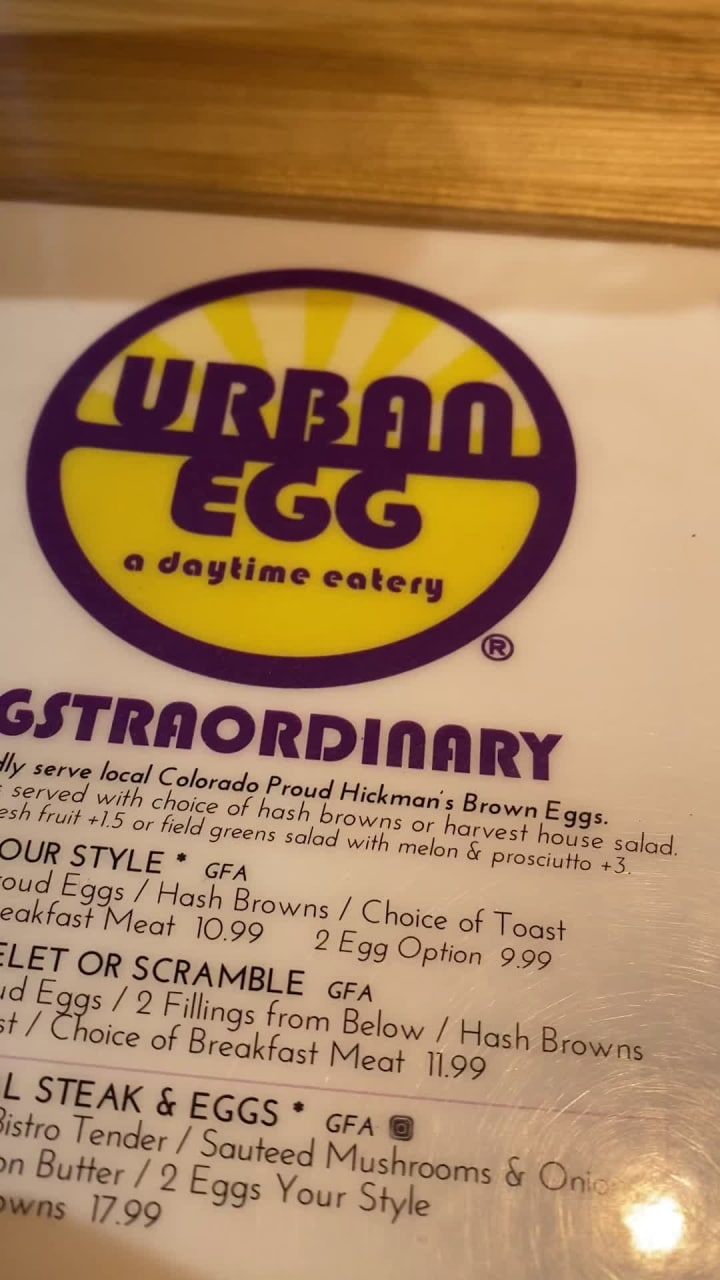 URBAN
EGG
a daytime eatery
®
GSTRAORDINARY
dly serve local Colorado Proud Hickman's Brown Eggs.
served with choice of hash browns or harvest house salad.
esh fruit +1.5 or field greens salad with melon & prosciutto +3.
OUR STYLE * GFA
oud Eggs / Hash Browns / Choice of Toast
eakfast Meat 10.99 2 Egg Option 9.99
ELET OR SCRAMBLE GFA
ud Eggs / 2 Fillings from Below / Hash Browns
st / Choice of Breakfast Meat 11.99
L STEAK & EGGS * GFA
Bistro Tender / Sauteed Mushrooms & Onio
on Butter / 2 Eggs Your Style
owns 17.99